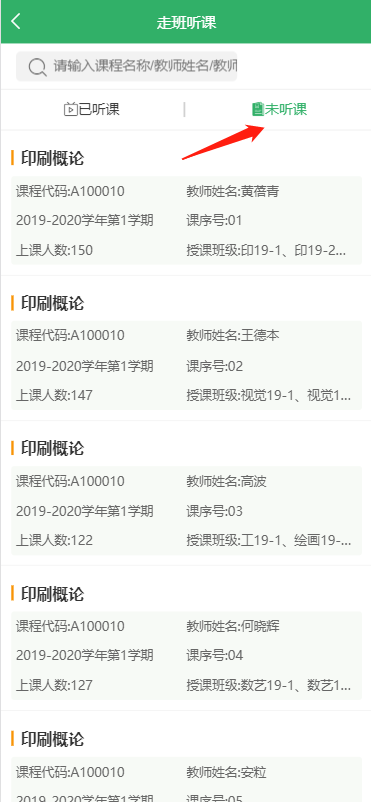 走班听课
请输入课程名称/教师姓名/教师
已听课 | 未听课
印刷概论
课程代码:A100010 教师姓名:黄蓓青
2019-2020学年第1学期 课序号:01
上课人数:150 授课班级:印19-1、印19-2...
印刷概论
课程代码:A100010 教师姓名:王德本
2019-2020学年第1学期 课序号:02
上课人数:147 授课班级:视觉19-1、视觉1...
印刷概论
课程代码:A100010 教师姓名:高波
2019-2020学年第1学期 课序号:03
上课人数:122 授课班级:工19-1、绘画19-...
印刷概论
课程代码:A100010 教师姓名:何晓辉
2019-2020学年第1学期 课序号:04
上课人数:127 授课班级:数艺19-1、数艺1...
印刷概论
课程代码:A100010 教师姓名:安粒
2019-2020学年第1学期 课序号:05